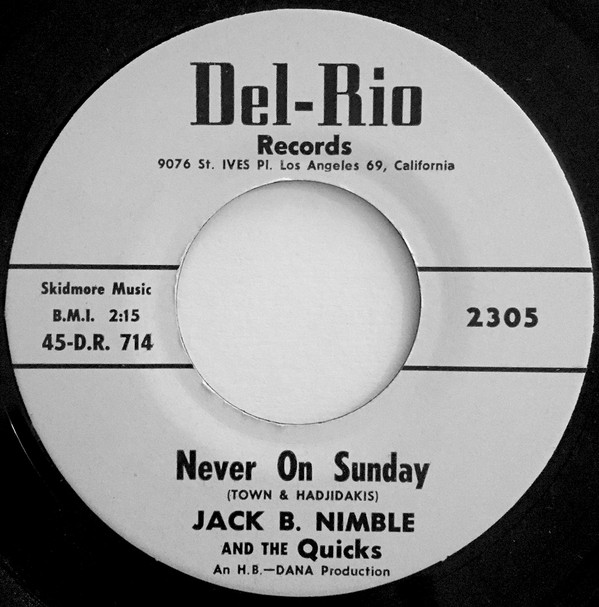 Del-Rio
Records
9076 St. IVES Pl. Los Angeles 69, California
Skidmore Music
B.M.I. 2:15
45-D.R. 714
2305
Never On Sunday
(TOWN & HADJIDAKIS)
JACK B. NIMBLE
AND THE Quicks
An H.B.—DANA Production